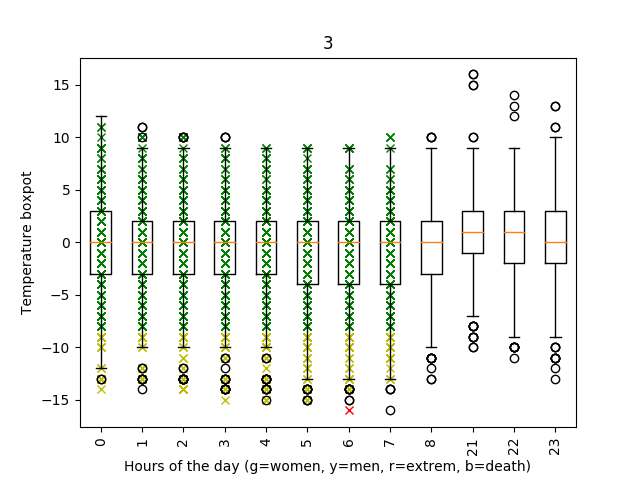 3
Temperature boxpot
15
10
5
0
−5
−10
−15
0 1 2 3 4 5 6 7 8 21 22 23
Hours of the day (g=women, y=men, r=extrem, b=death)